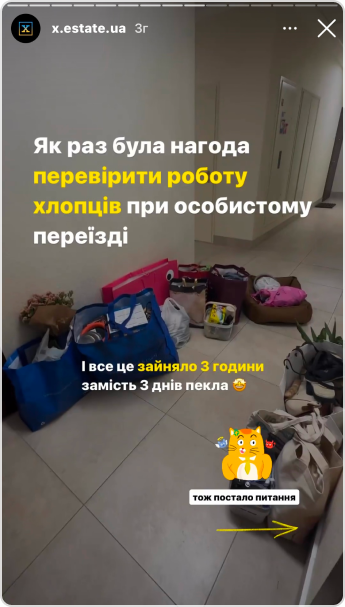 x.estate.ua 3г
Як раз була нагода
перевірити роботу
хлопців при особистому
переїзді
І все це зайняло 3 години
замість 3 днів пекла 🤩
тож постало питання